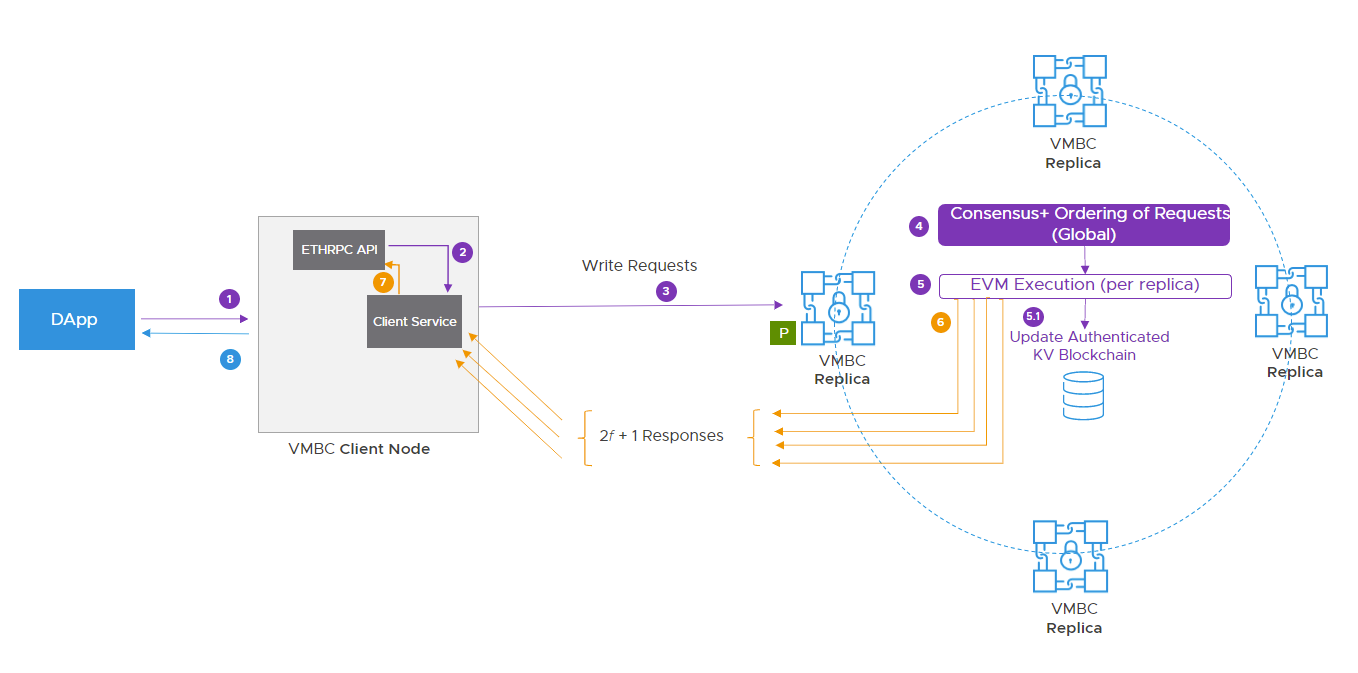 VMBC
Replica
4
Consensus+ Ordering of Requests
(Global)
ETHRPC API
2
7
Client Service
Write Requests
3
5
EVM Execution (per replica)
DApp
1
8
6
5.1
Update Authenticated
KV Blockchain
P
VMBC
Replica
VMBC
Replica
2f + 1 Responses
VMBC Client Node
VMBC
Replica